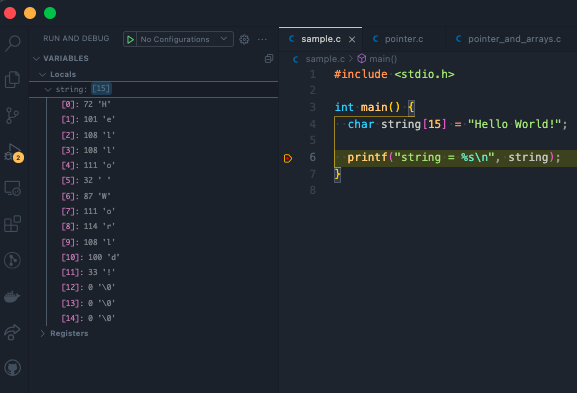 RUN AND DEBUG
No Configurations
...
VARIABLES
Locals
string: [15]
[0]: 72 'H'
[1]: 101 'e'
[2]: 108 'l'
[3]: 108 'l'
[4]: 111 'o'
[5]: 32 ' '
[6]: 87 'W'
[7]: 111 'o'
[8]: 114 'r'
[9]: 108 'l'
[10]: 100 'd'
[11]: 33 '!'
[12]: 0 '\0'
[13]: 0 '\0'
[14]: 0 '\0'
Registers
2
C sample.c
C pointer.c
C pointer_and_arrays.c
C sample.c > main()
1 #include <stdio.h>
2
3 int main() {
4 char string[15] = "Hello World!";
5
6 printf("string = %s\n", string);
7 }
8